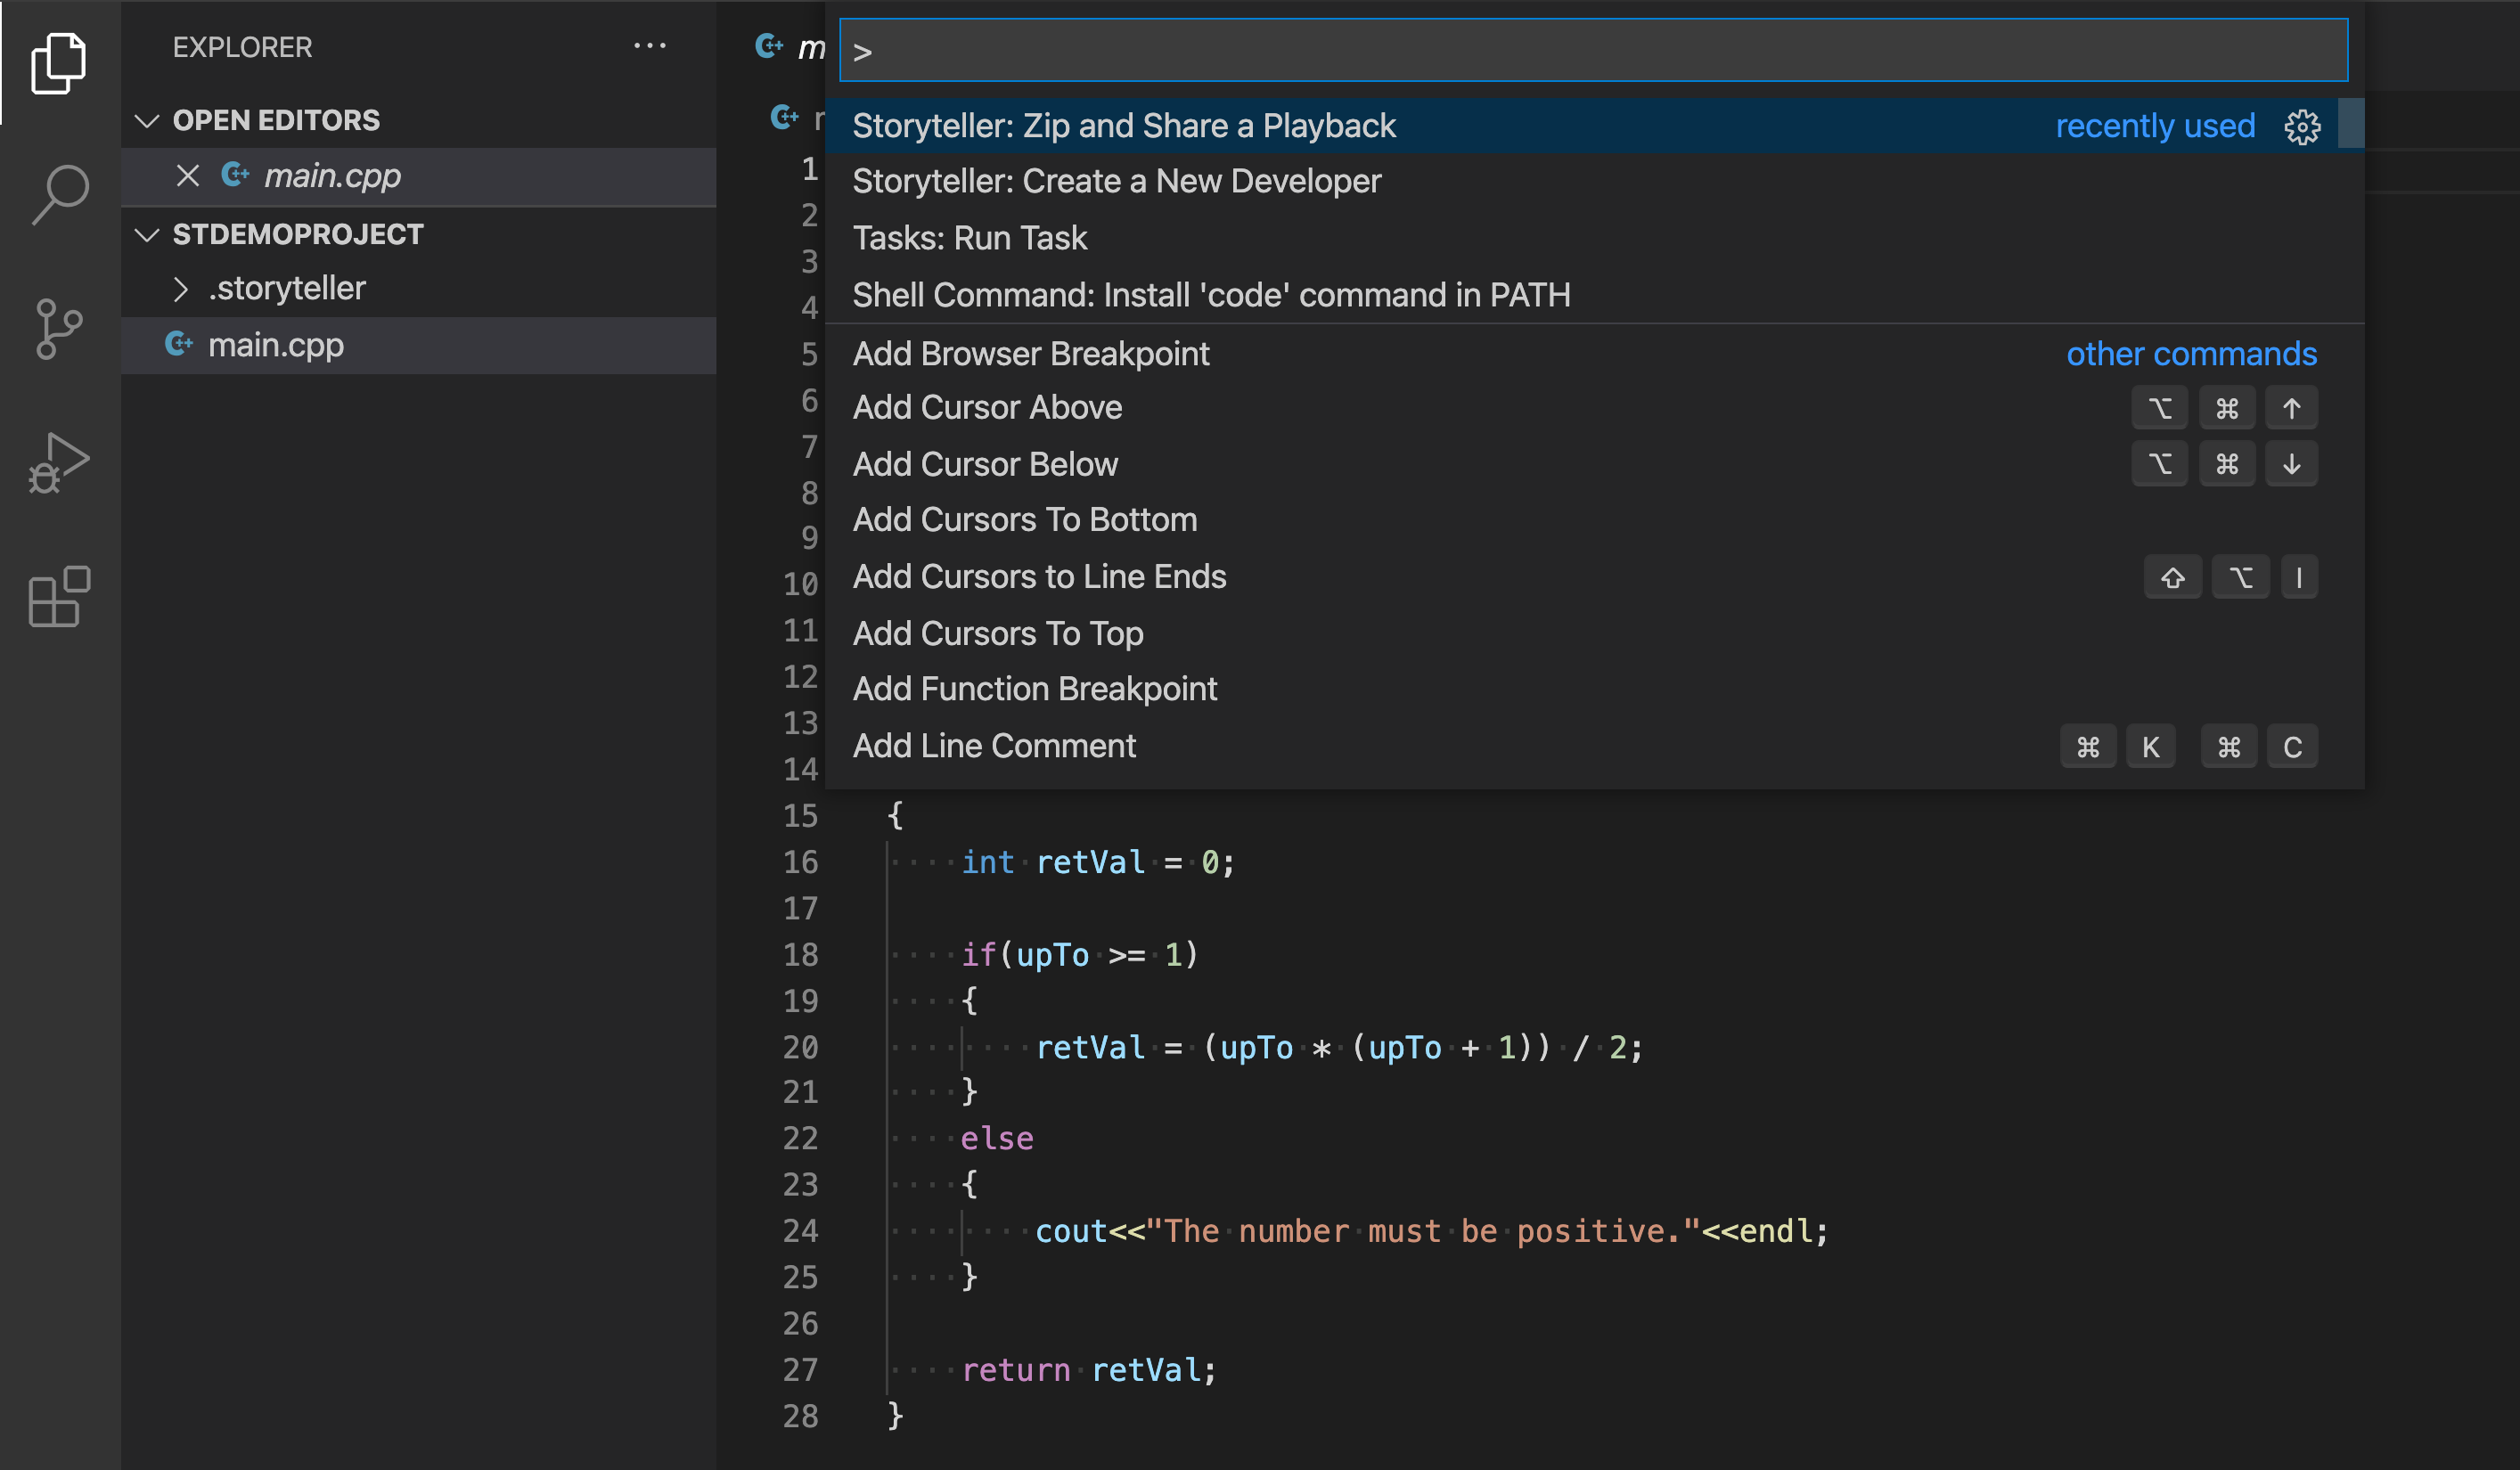 EXPLORER
OPEN EDITORS
main.cpp
STDEMOPROJECT
.storyteller
main.cpp
>
Storyteller: Zip and Share a Playback recently used
Storyteller: Create a New Developer
Tasks: Run Task
Shell Command: Install 'code' command in PATH
Add Browser Breakpoint other commands
Add Cursor Above ⌥ ⌘ ↑
Add Cursor Below ⌥ ⌘ ↓
Add Cursors To Bottom
Add Cursors to Line Ends ⇧ ⌥ I
Add Cursors To Top
Add Function Breakpoint
Add Line Comment ⌘ K ⌘ C
1
2
3
4
5
6
7
8
9
10
11
12
13
14
15 {
16 int retVal = 0;
17
18 if(upTo >= 1)
19 {
20 retVal = (upTo * (upTo + 1)) / 2;
21 }
22 else
23 {
24 cout<<"The number must be positive."<<endl;
25 }
26
27 return retVal;
28 }